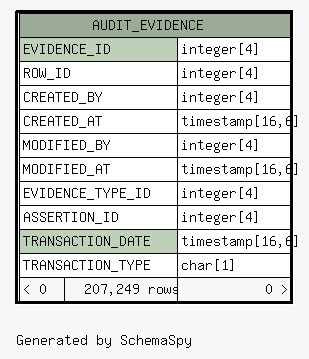 AUDIT_EVIDENCE
EVIDENCE_ID integer[4]
ROW_ID integer[4]
CREATED_BY integer[4]
CREATED_AT timestamp[16,6]
MODIFIED_BY integer[4]
MODIFIED_AT timestamp[16,6]
EVIDENCE_TYPE_ID integer[4]
ASSERTION_ID integer[4]
TRANSACTION_DATE timestamp[16,6]
TRANSACTION_TYPE char[1]
< 0 207,249 rows 0 >
Generated by SchemaSpy